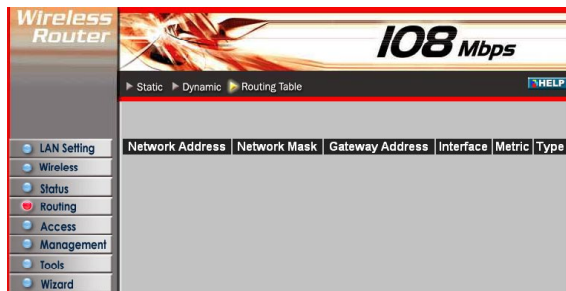 Wireless
Router
108 Mbps
Static Dynamic Routing Table
HELP
Network Address Network Mask Gateway Address Interface Metric Type
LAN Setting
Wireless
Status
Routing
Access
Management
Tools
Wizard